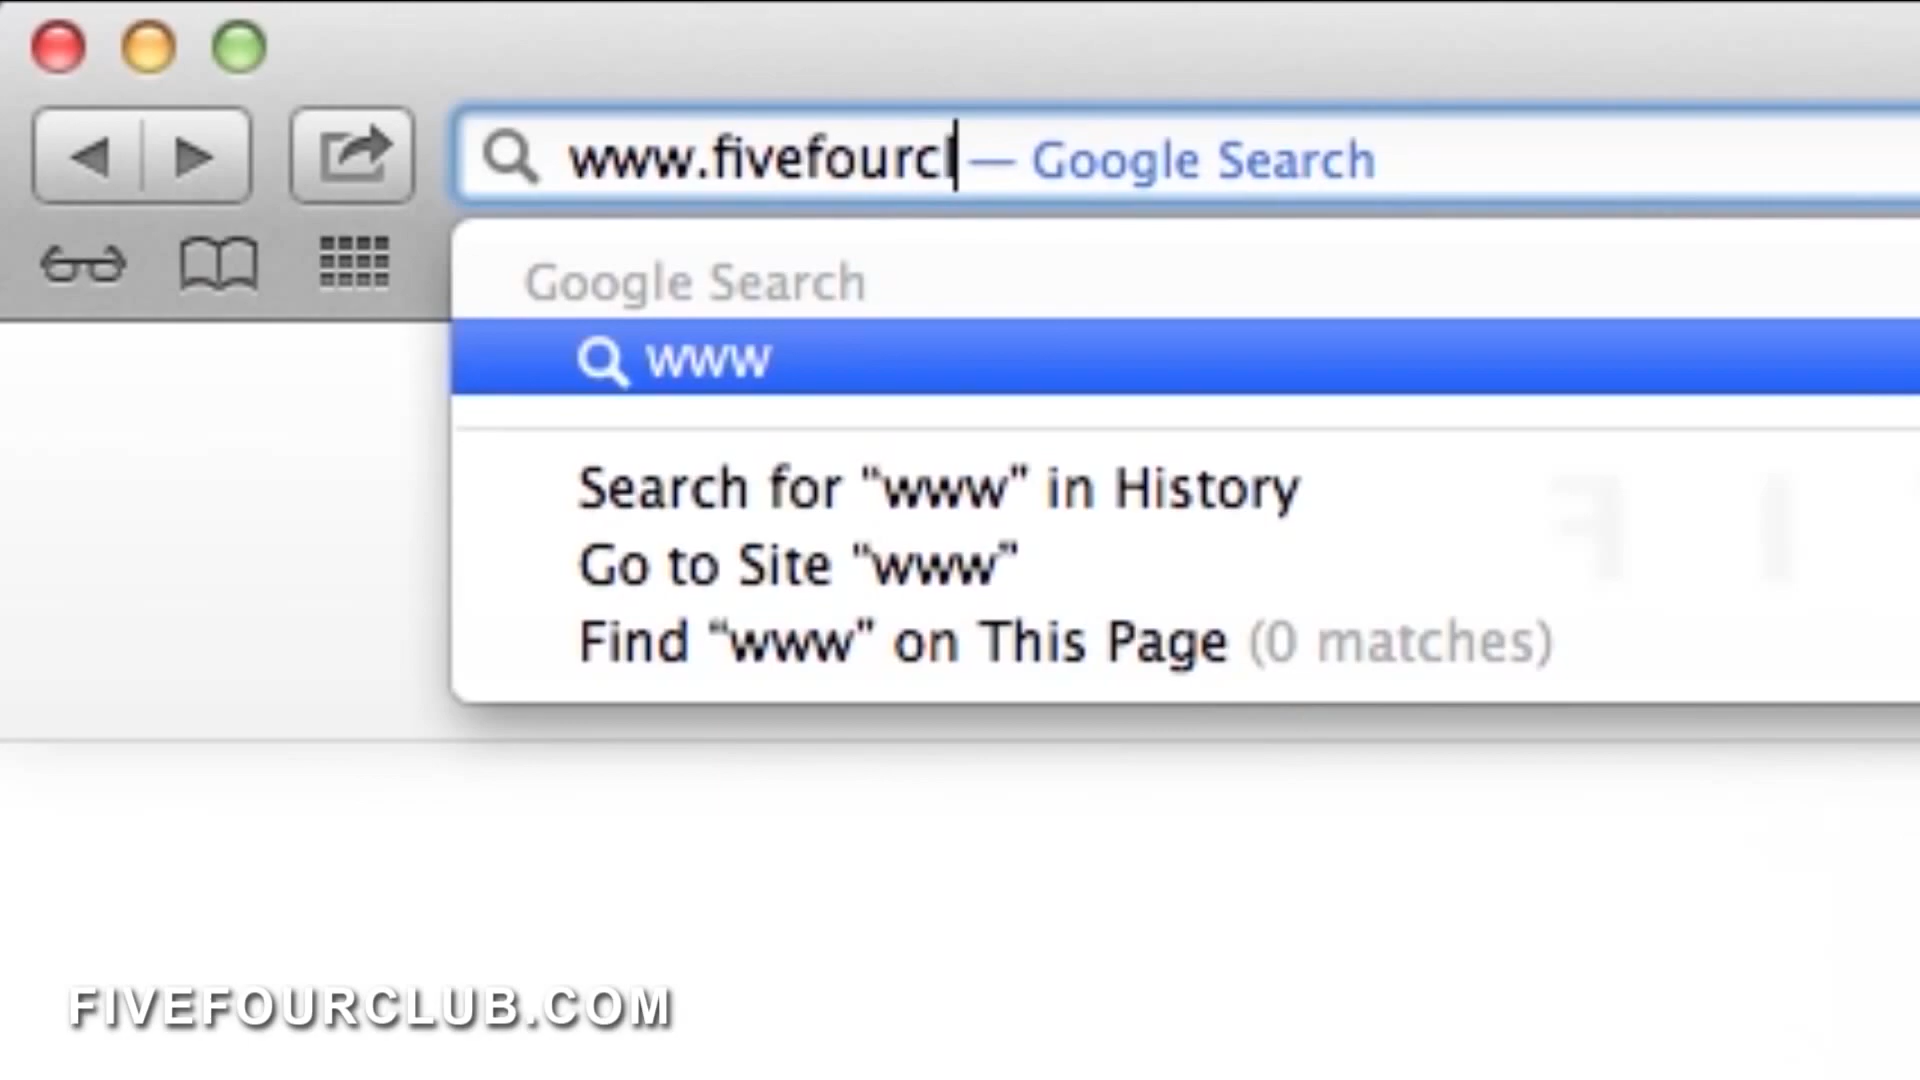 www.fivefourcl — Google Search
Google Search
www
Search for "www" in History
Go to Site "www"
Find "www" on This Page (0 matches)
FIVEFOURCLUB.COM